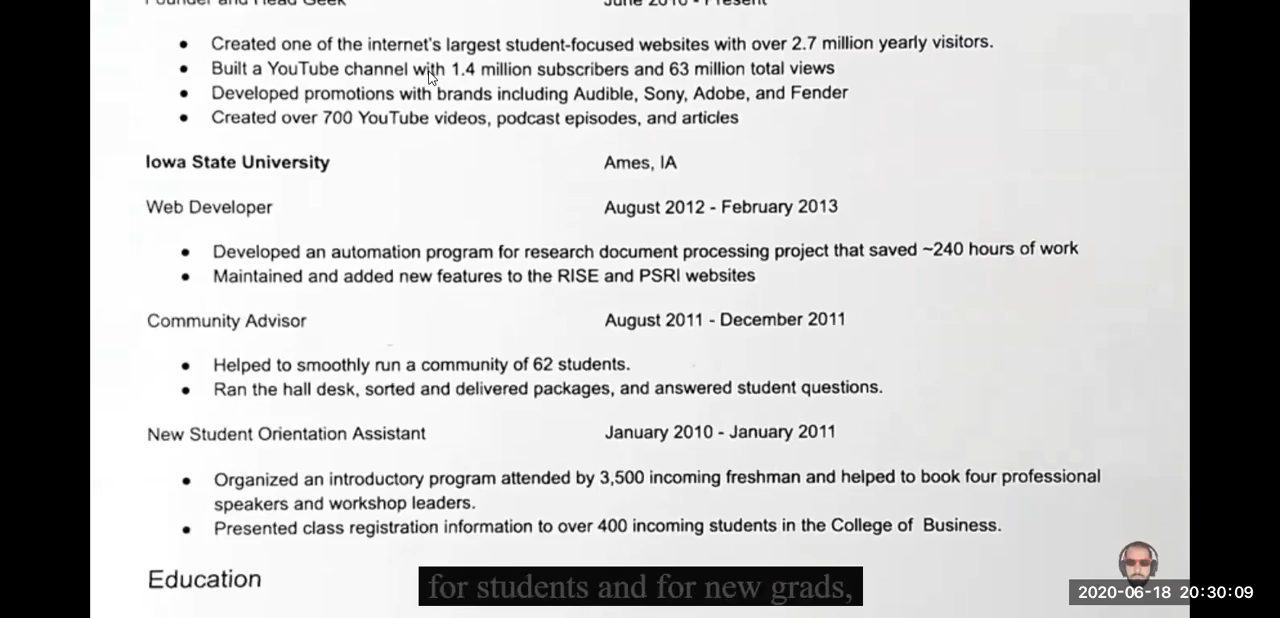 Founder and Head Geek June 2010 - Present
• Created one of the internet's largest student-focused websites with over 2.7 million yearly visitors.
• Built a YouTube channel with 1.4 million subscribers and 63 million total views
• Developed promotions with brands including Audible, Sony, Adobe, and Fender
• Created over 700 YouTube videos, podcast episodes, and articles
Iowa State University Ames, IA
Web Developer August 2012 - February 2013
• Developed an automation program for research document processing project that saved ~240 hours of work
• Maintained and added new features to the RISE and PSRI websites
Community Advisor August 2011 - December 2011
• Helped to smoothly run a community of 62 students.
• Ran the hall desk, sorted and delivered packages, and answered student questions.
New Student Orientation Assistant January 2010 - January 2011
• Organized an introductory program attended by 3,500 incoming freshman and helped to book four professional
speakers and workshop leaders.
• Presented class registration information to over 400 incoming students in the College of Business.
Education
for students and for new grads,
2020-06-18 20:30:09